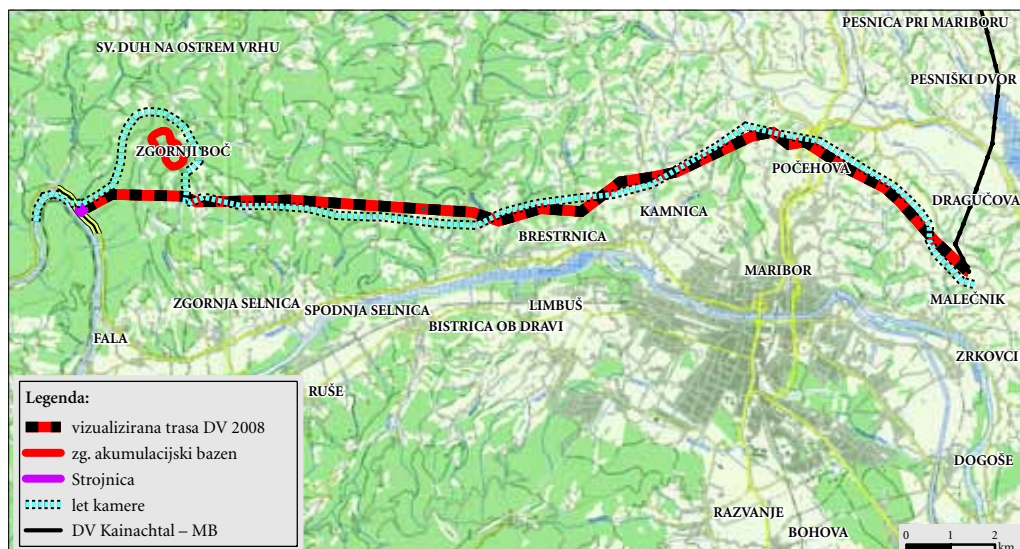 PESNICA PRI MARIBORU
SV. DUH NA OSTREM VRHU
PESNIŠKI DVOR
ZGORNJI BOČ
POČEHOVA
DRAGUČOVA
KAMNICA
BRESTRNICA
MARIBOR
ZGORNJA SELNICA
SPODNJA SELNICA
LIMBUŠ
MALEČNIK
BISTRICA OB DRAVI
FALA
ZRKOVCI
RUŠE
Legenda:
vizualizirana trasa DV 2008
zg. akumulacijski bazen
Strojnica
let kamere
DV Kainachtal – MB
DOGOŠE
RAZVANJE
BOHOVA
0 1 2
km